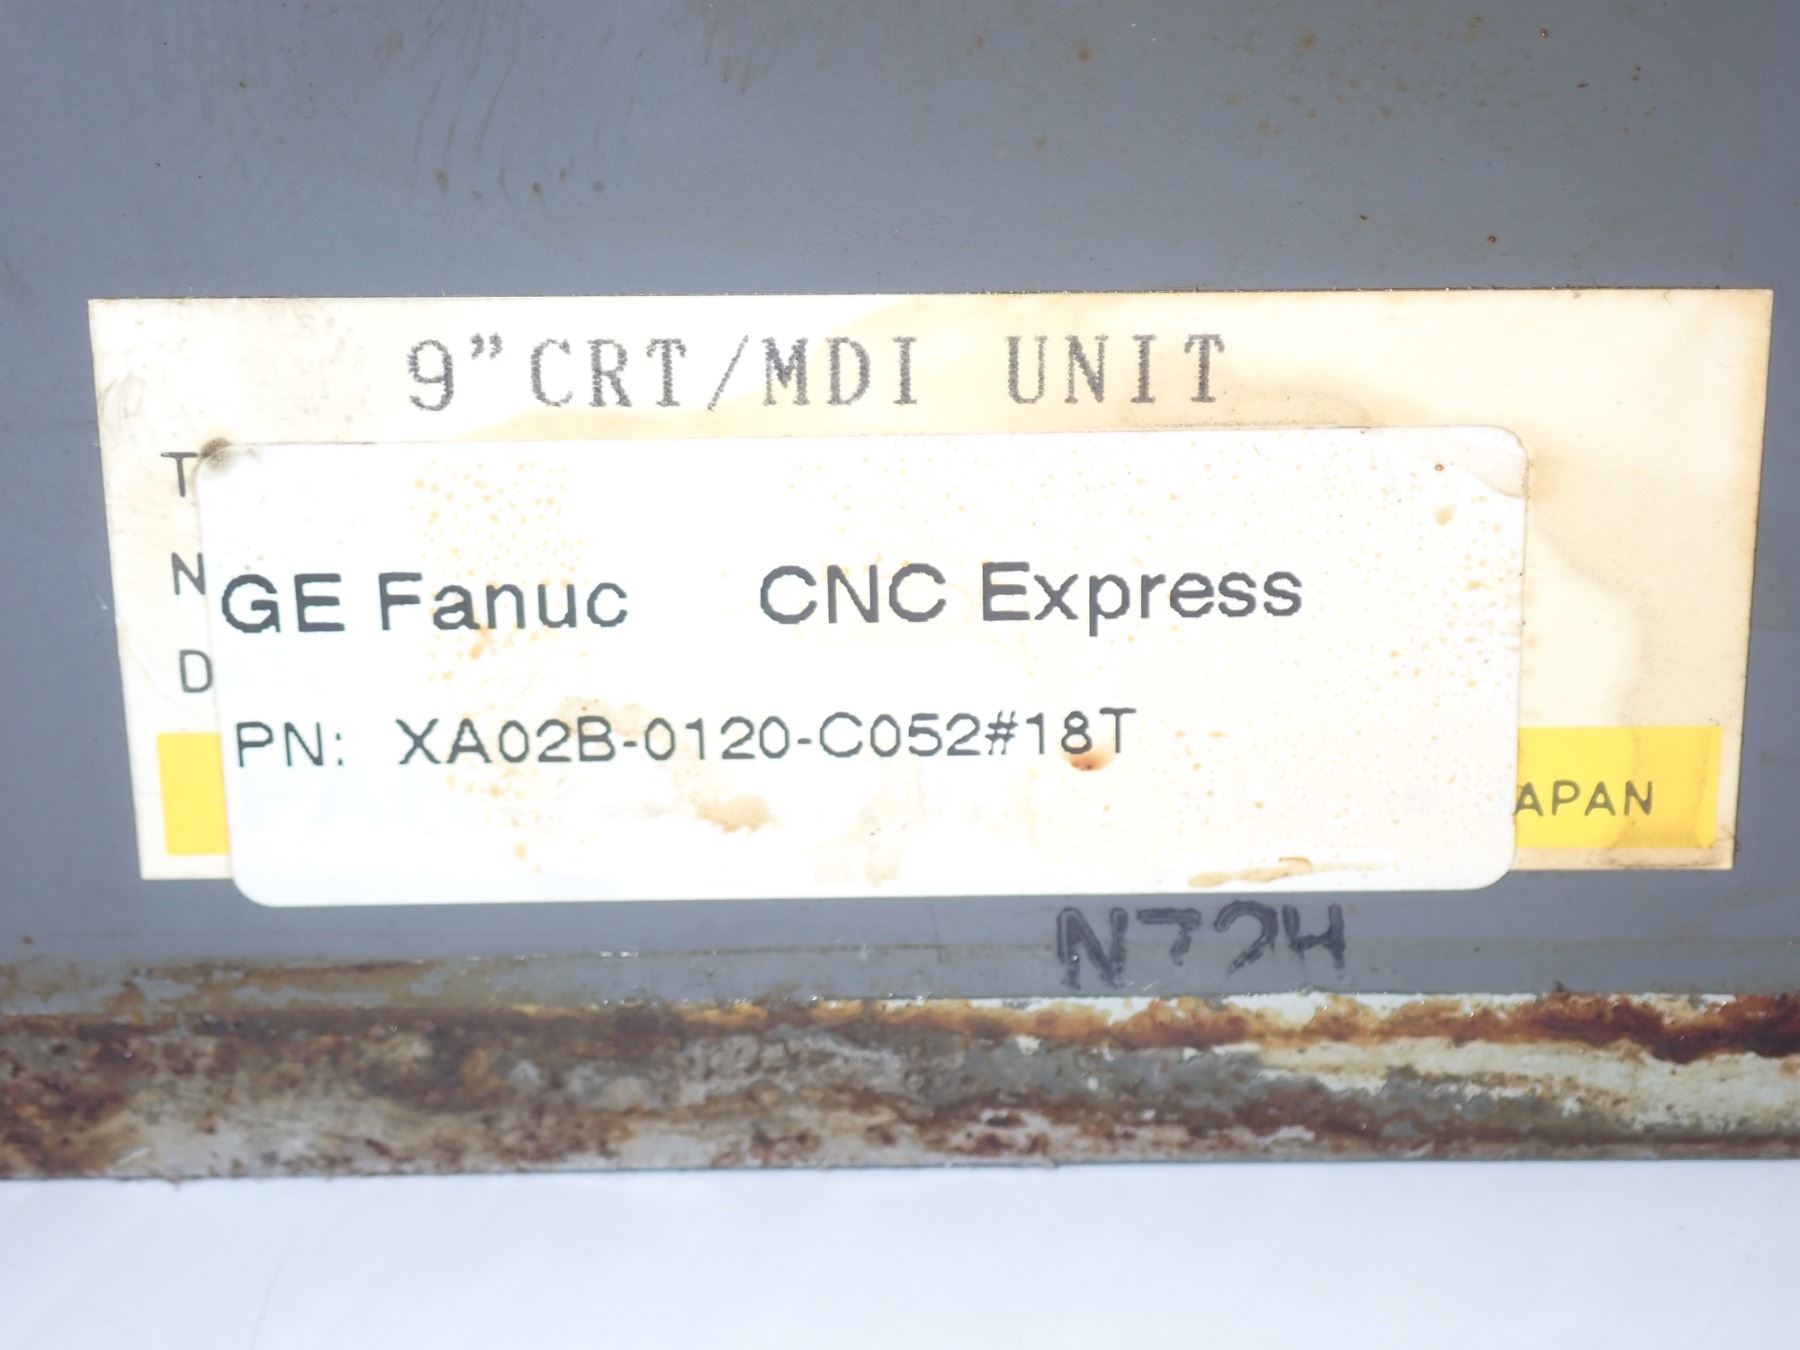 9"CRT/MDI UNIT
T
N
D
GE Fanuc CNC Express
PN: XA02B-0120-C052#18T
APAN
N724